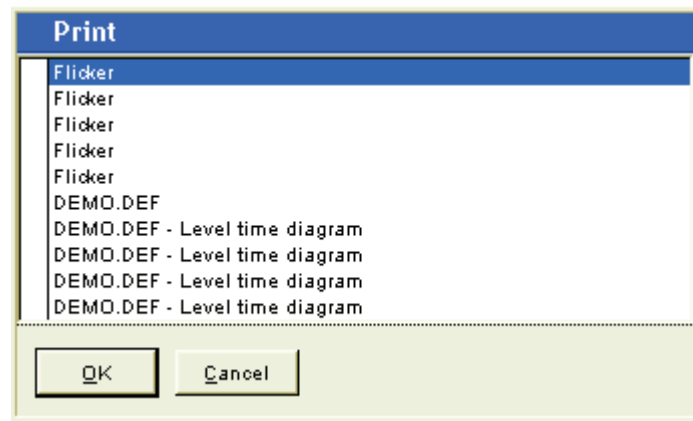 Print
Flicker
Flicker
Flicker
Flicker
Flicker
DEMO.DEF
DEMO.DEF - Level time diagram
DEMO.DEF - Level time diagram
DEMO.DEF - Level time diagram
DEMO.DEF - Level time diagram
OK Cancel